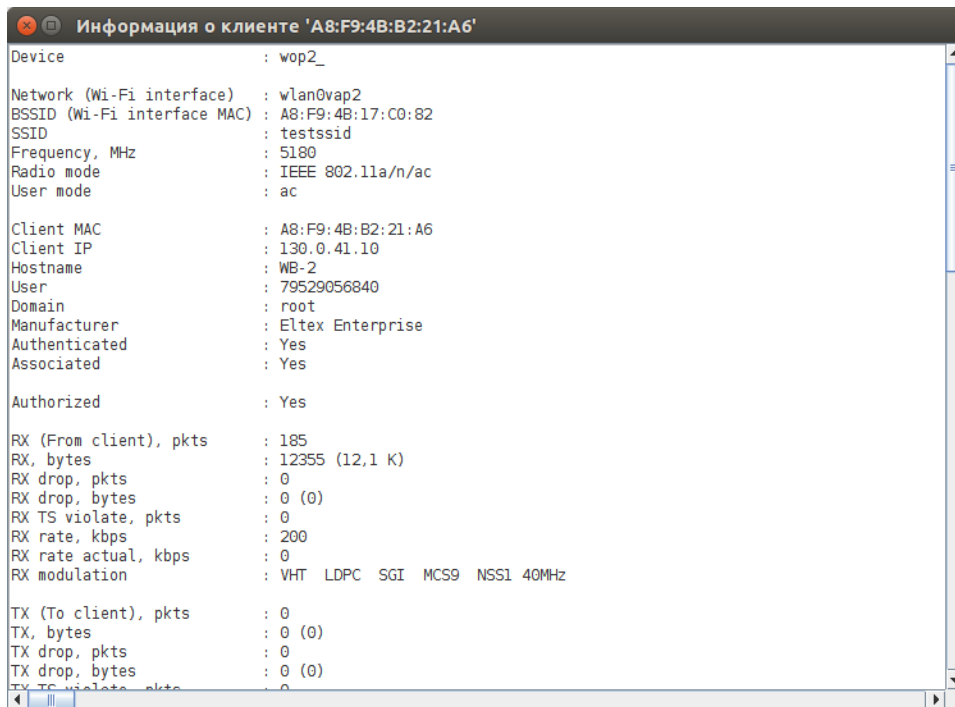 Информация о клиенте 'A8:F9:4B:B2:21:A6'
Device : wop2_
Network (Wi-Fi interface) : wlan0vap2
BSSID (Wi-Fi interface MAC) : A8:F9:4B:17:C0:82
SSID : testssid
Frequency, MHz : 5180
Radio mode : IEEE 802.11a/n/ac
User mode : ac
Client MAC : A8:F9:4B:B2:21:A6
Client IP : 130.0.41.10
Hostname : WB-2
User : 79529056840
Domain : root
Manufacturer : Eltex Enterprise
Authenticated : Yes
Associated : Yes
Authorized : Yes
RX (From client), pkts : 185
RX, bytes : 12355 (12,1 K)
RX drop, pkts : 0
RX drop, bytes : 0 (0)
RX TS violate, pkts : 0
RX rate, kbps : 200
RX rate actual, kbps : 0
RX modulation : VHT LDPC SGI MCS9 NSS1 40MHz
TX (To client), pkts : 0
TX, bytes : 0 (0)
TX drop, pkts : 0
TX drop, bytes : 0 (0)
TX TS violate, pkts : 0